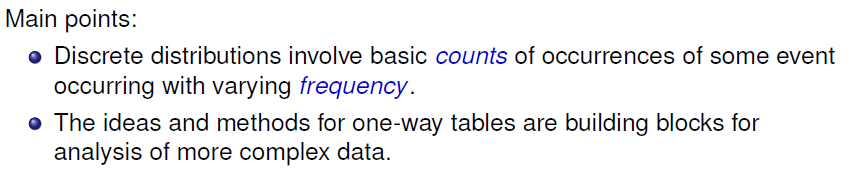 Main points:
Discrete distributions involve basic counts of occurrences of some event
occurring with varying frequency.
The ideas and methods for one-way tables are building blocks for
analysis of more complex data.